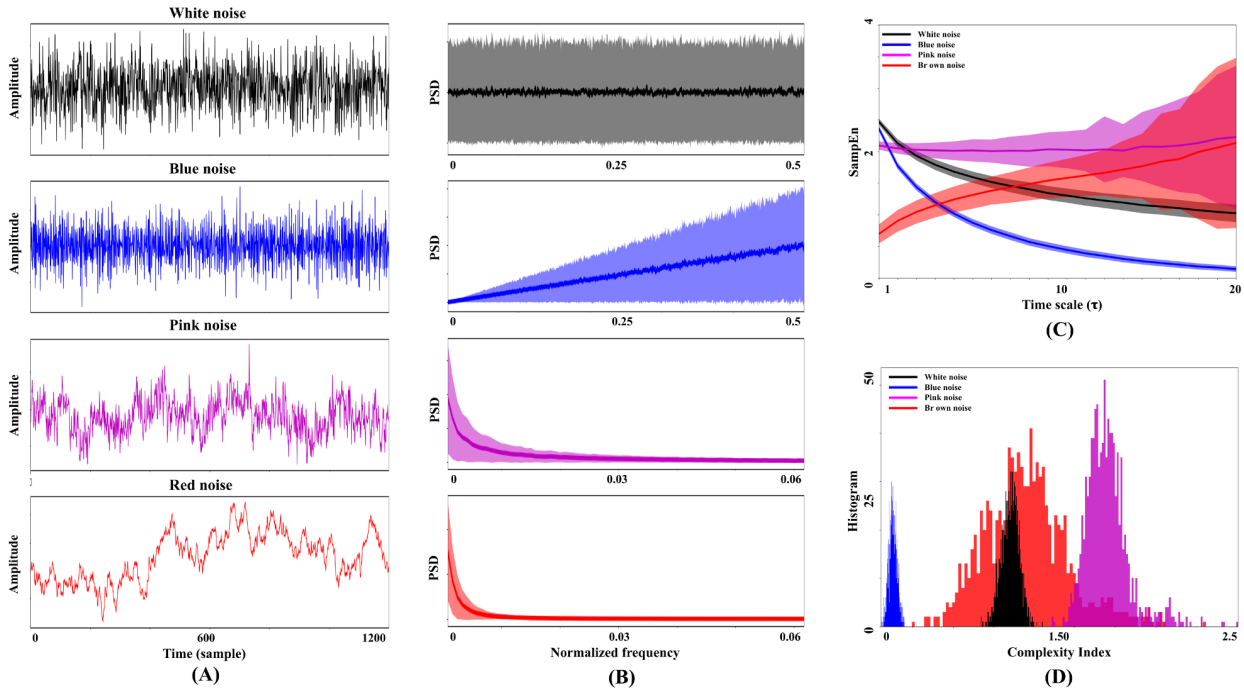 White noise
Amplitude
Blue noise
Amplitude
Pink noise
Amplitude
Red noise
Amplitude
0 600 1200
Time (sample)
(A)
PSD
0 0.25 0.5
PSD
0 0.25 0.5
PSD
0 0.03 0.06
PSD
0 0.03 0.06
Normalized frequency
(B)
4
White noise
Blue noise
Pink noise
Br own noise
SampEn
2
0
1 10 20
Time scale (τ)
(C)
50
White noise
Blue noise
Pink noise
Br own noise
Histogram
25
0
0 1.50 2.5
Complexity Index
(D)